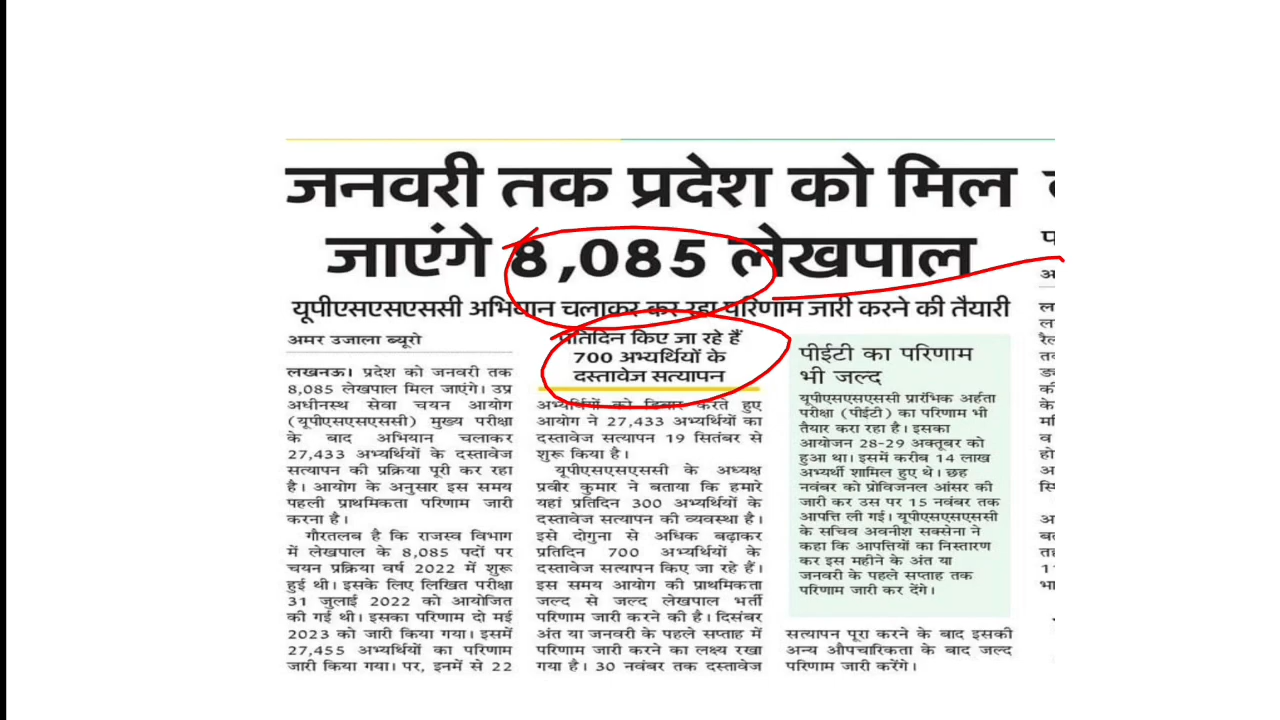 जनवरी तक प्रदेश को मिल
जाएंगे 8,085 लेखपाल
यूपीएसएसएससी अभियान चलाकर कर रहा परिणाम जारी करने की तैयारी
अमर उजाला ब्यूरो
लखनऊ। प्रदेश को जनवरी तक
8,085 लेखपाल मिल जाएंगे। उप्र
अधीनस्थ सेवा चयन आयोग
(यूपीएसएसएससी) मुख्य परीक्षा
के बाद अभियान चलाकर
27,433 अभ्यर्थियों के दस्तावेज
सत्यापन की प्रक्रिया पूरी कर रहा
है। आयोग के अनुसार इस समय
पहली प्राथमिकता परिणाम जारी
करना है।
गौरतलब है कि राजस्व विभाग
में लेखपाल के 8,085 पदों पर
चयन प्रक्रिया वर्ष 2022 में शुरू
हुई थी। इसके लिए लिखित परीक्षा
31 जुलाई 2022 को आयोजित
की गई थी। इसका परिणाम दो मई
2023 को जारी किया गया। इसमें
27,455 अभ्यर्थियों का परिणाम
जारी किया गया। पर, इनमें से 22
प्रतिदिन किए जा रहे हैं
700 अभ्यर्थियों के
दस्तावेज सत्यापन
अभ्यर्थियों को डिबार करते हुए
आयोग ने 27,433 अभ्यर्थियों का
दस्तावेज सत्यापन 19 सितंबर से
शुरू किया है।
यूपीएसएसएससी के अध्यक्ष
प्रवीर कुमार ने बताया कि हमारे
यहां प्रतिदिन 300 अभ्यर्थियों के
दस्तावेज सत्यापन की व्यवस्था है।
इसे दोगुना से अधिक बढ़ाकर
प्रतिदिन 700 अभ्यर्थियों के
दस्तावेज सत्यापन किए जा रहे हैं।
इस समय आयोग की प्राथमिकता
जल्द से जल्द लेखपाल भर्ती
परिणाम जारी करने की है। दिसंबर
अंत या जनवरी के पहले सप्ताह में
परिणाम जारी करने का लक्ष्य रखा
गया है। 30 नवंबर तक दस्तावेज
पीईटी का परिणाम
भी जल्द
यूपीएसएसएससी प्रारंभिक अर्हता
परीक्षा (पीईटी) का परिणाम भी
तैयार करा रहा है। इसका
आयोजन 28-29 अक्तूबर को
हुआ था। इसमें करीब 14 लाख
अभ्यर्थी शामिल हुए थे। छह
नवंबर को प्रोविजनल आंसर की
जारी कर उस पर 15 नवंबर तक
आपत्ति ली गई। यूपीएसएसएससी
के सचिव अवनीश सक्सेना ने
कहा कि आपत्तियों का निस्तारण
कर इस महीने के अंत या
जनवरी के पहले सप्ताह तक
परिणाम जारी कर देंगे।
सत्यापन पूरा करने के बाद इसकी
अन्य औपचारिकता के बाद जल्द
परिणाम जारी करेंगे।